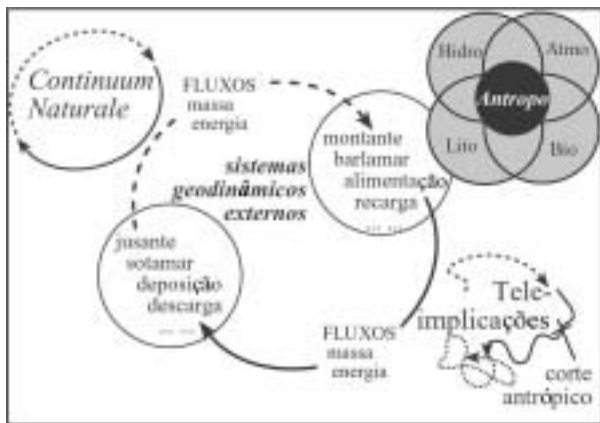 Continuum
Naturale
FLUXOS
massa
energia
Hidro
Atmo
Antropo
Lito
Bio
montante
barlamar
alimentação
recarga
... ...
sistemas
geodinâmicos
externos
jusante
sotamar
deposição
descarga
... ...
FLUXOS
massa
energia
Tele-
implicações
corte
antrópico